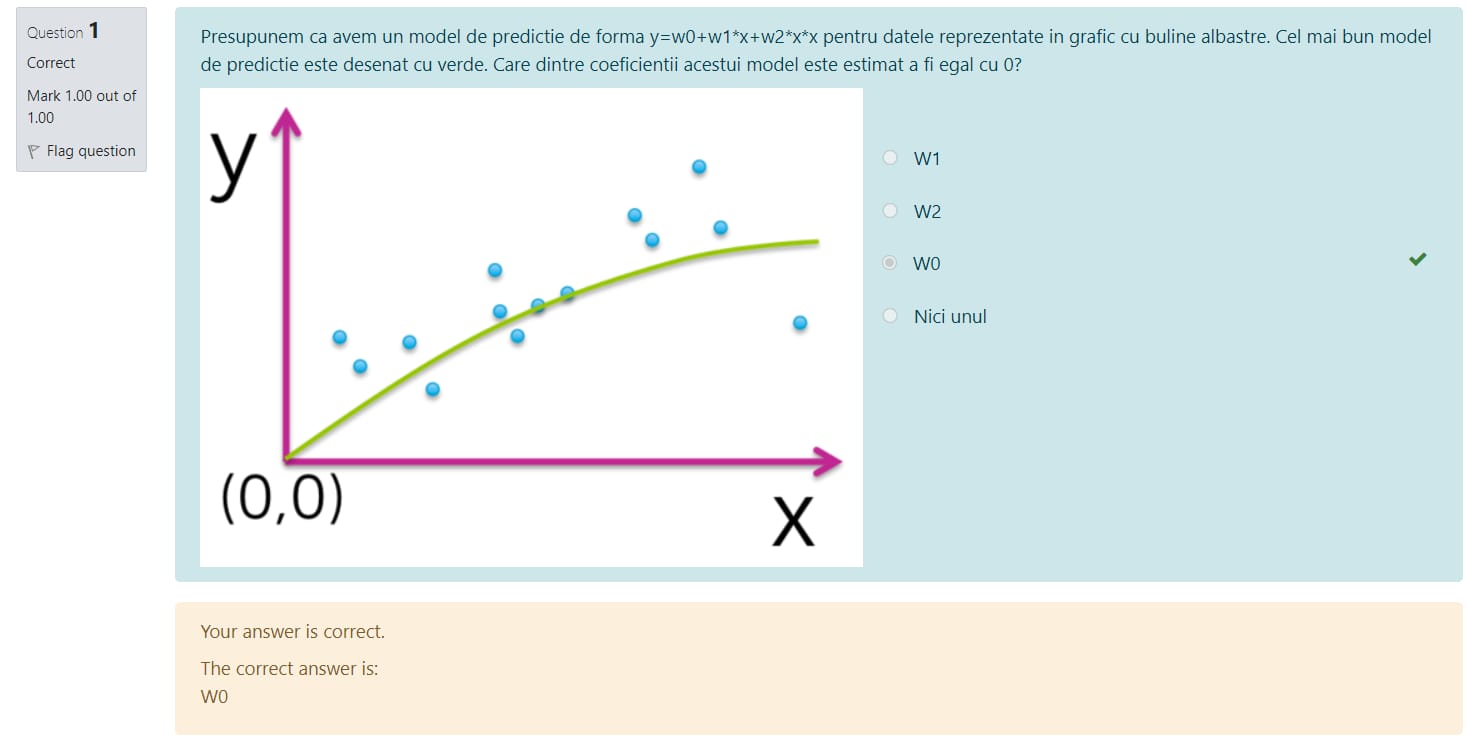 Question 1
Correct
Mark 1.00 out of
1.00
Flag question
Presupunem ca avem un model de predictie de forma y=w0+w1*x+w2*x*x pentru datele reprezentate in grafic cu buline albastre. Cel mai bun model
de predictie este desenat cu verde. Care dintre coeficientii acestui model este estimat a fi egal cu 0?
y
(0,0)
x
W1
W2
W0
Nici unul
Your answer is correct.
The correct answer is:
W0